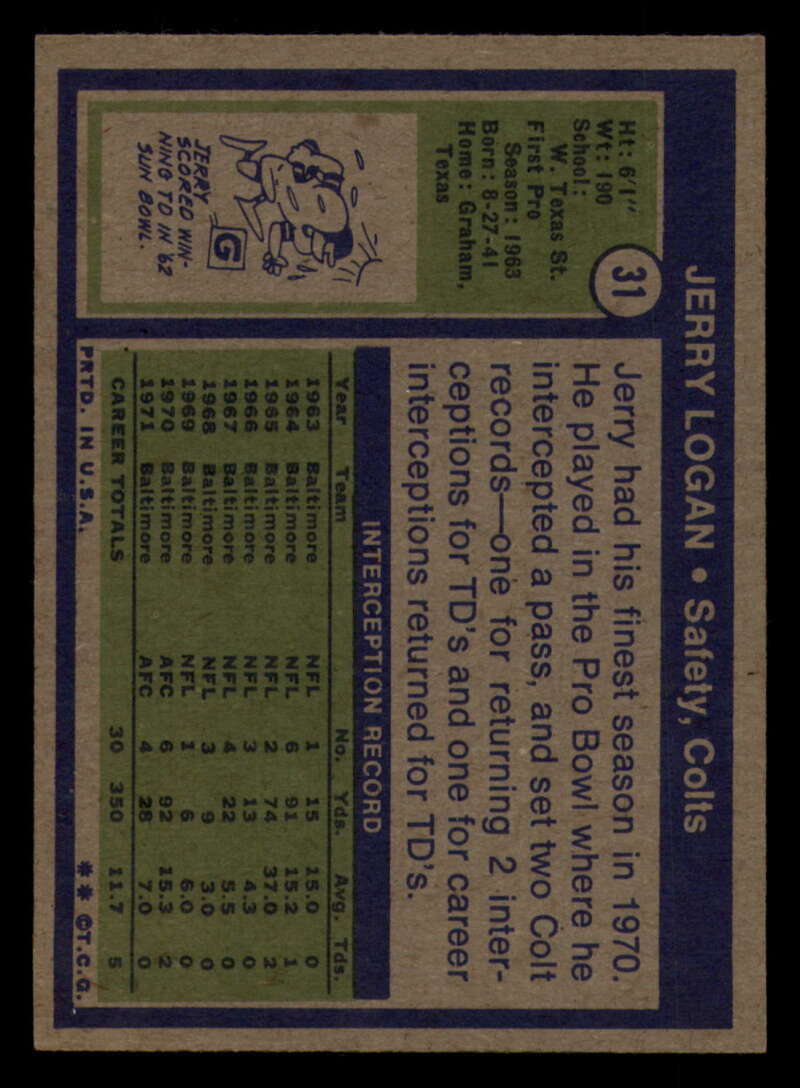 JERRY LOGAN • Safety, Colts
31
Ht: 6'1"
Wt: 190
School:
W. Texas St.
First Pro
Season: 1963
Born: 8-27-41
Home: Graham,
Texas
G
JERRY
SCORED WIN-
NING TD IN '62
SUN BOWL.
Jerry had his finest season in 1970.
He played in the Pro Bowl where he
intercepted a pass, and set two Colt
records—one for returning 2 inter-
ceptions for TD's and one for career
interceptions returned for TD's.
INTERCEPTION RECORD
Year Team No. Yds. Avg. Tds.
1963 Baltimore NFL 1 15 15.0 0
1964 Baltimore NFL 6 91 15.2 1
1965 Baltimore NFL 2 74 37.0 2
1966 Baltimore NFL 3 13 4.3 0
1967 Baltimore NFL 4 22 5.5 0
1968 Baltimore NFL 3 9 3.0 0
1969 Baltimore NFL 1 6 6.0 0
1970 Baltimore AFC 6 92 15.3 2
1971 Baltimore AFC 4 28 7.0 0
CAREER TOTALS 30 350 11.7 5
PRTD. IN U.S.A. ** ©T.C.G.